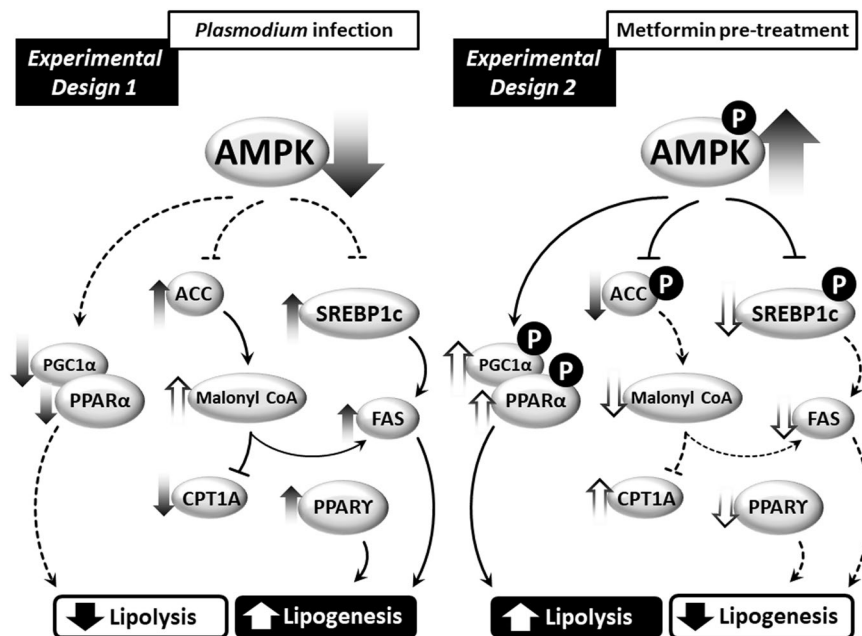 Plasmodium infection
Experimental
Design 1
AMPK
ACC
SREBP1c
PGC1α
PPARα
Malonyl CoA
FAS
CPT1A
PPARγ
Lipolysis
Lipogenesis
Metformin pre-treatment
Experimental
Design 2
P
AMPK
ACC
P
P
SREBP1c
P
PGC1α
P
PPARα
Malonyl CoA
FAS
CPT1A
PPARγ
Lipolysis
Lipogenesis